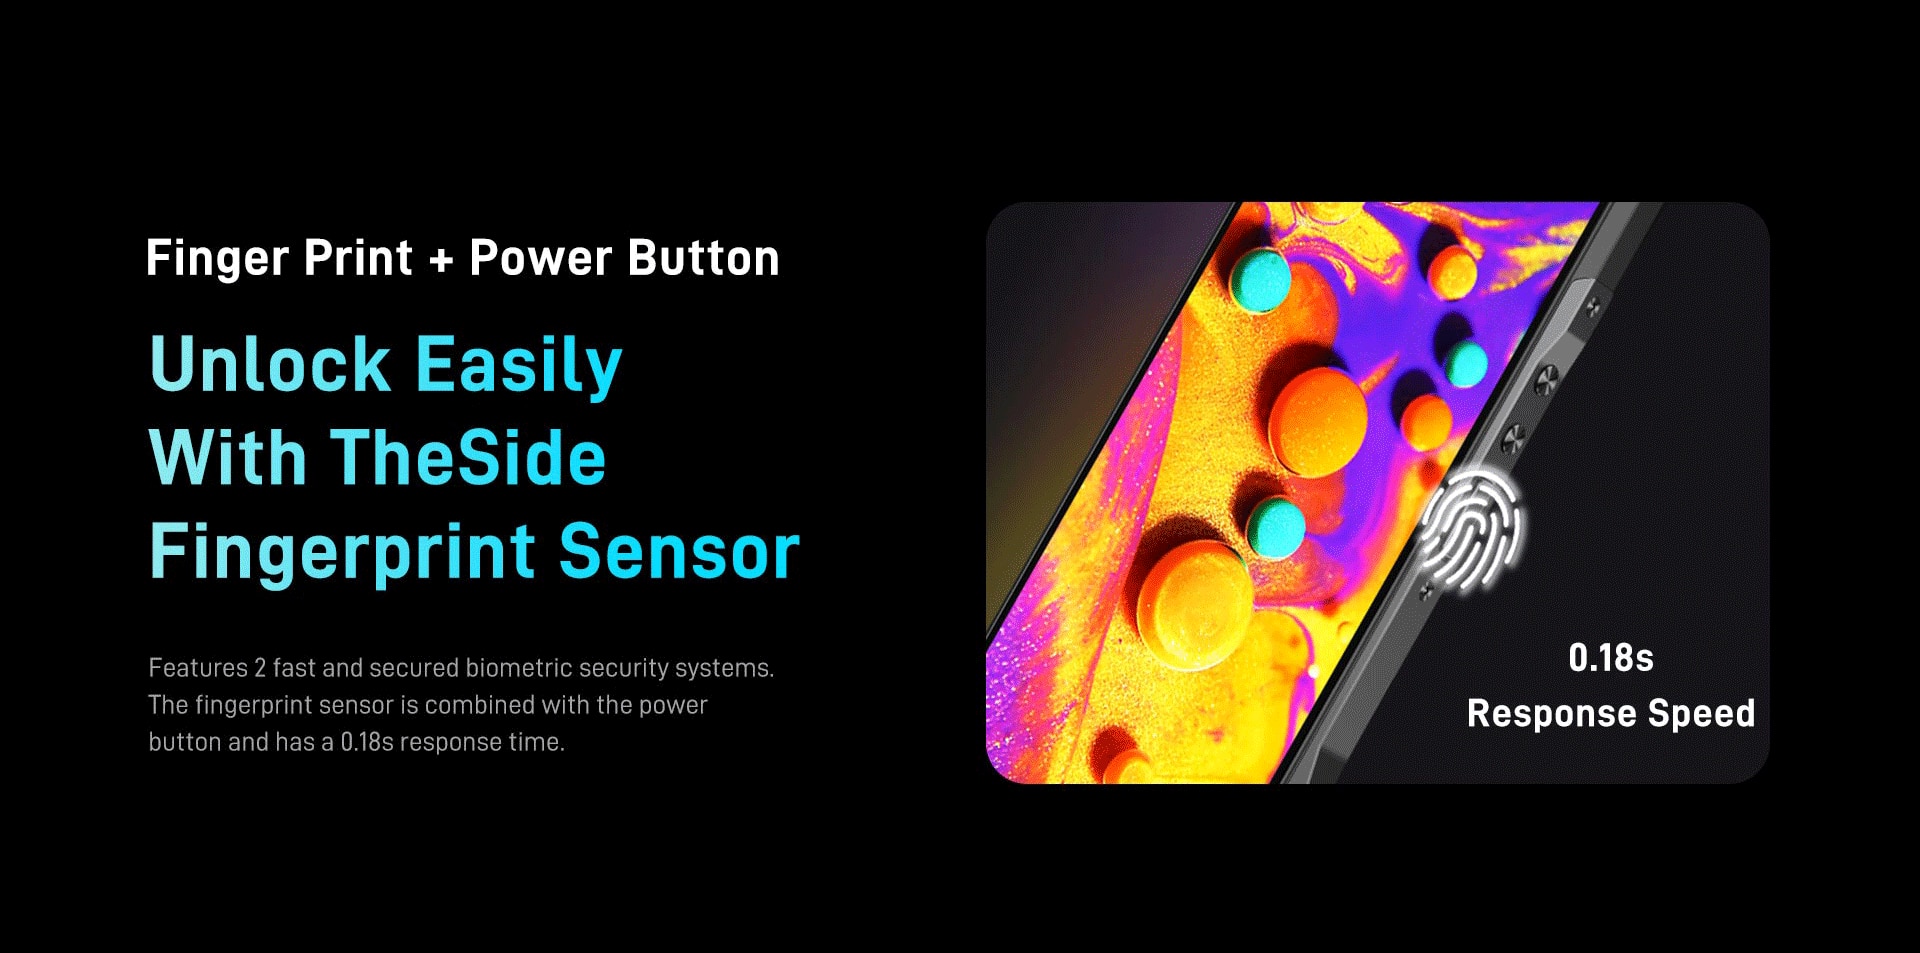 Finger Print + Power Button
Unlock Easily
With TheSide
Fingerprint Sensor
Features 2 fast and secured biometric security systems.
The fingerprint sensor is combined with the power
button and has a 0.18s response time.
0.18s
Response Speed